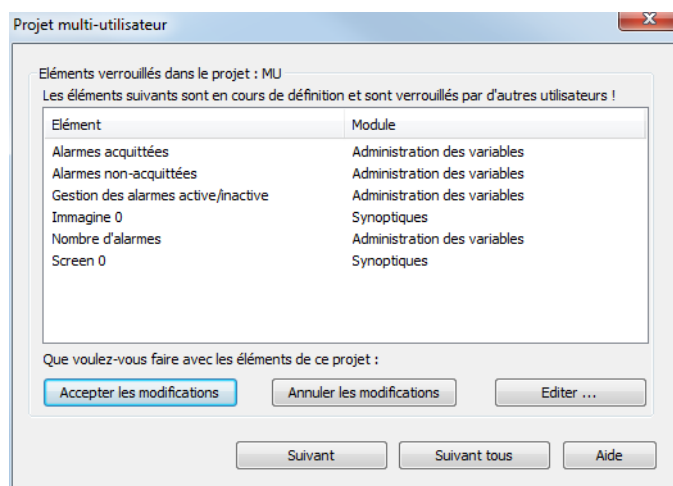 Projet multi-utilisateur
Eléments verrouillés dans le projet : MU
Les éléments suivants sont en cours de définition et sont verrouillés par d'autres utilisateurs !
Elément Module
Alarmes acquittées Administration des variables
Alarmes non-acquittées Administration des variables
Gestion des alarmes active/inactive Administration des variables
Immagine 0 Synoptiques
Nombre d'alarmes Administration des variables
Screen 0 Synoptiques
Que voulez-vous faire avec les éléments de ce projet :
Accepter les modifications Annuler les modifications Editer ...
Suivant Suivant tous Aide